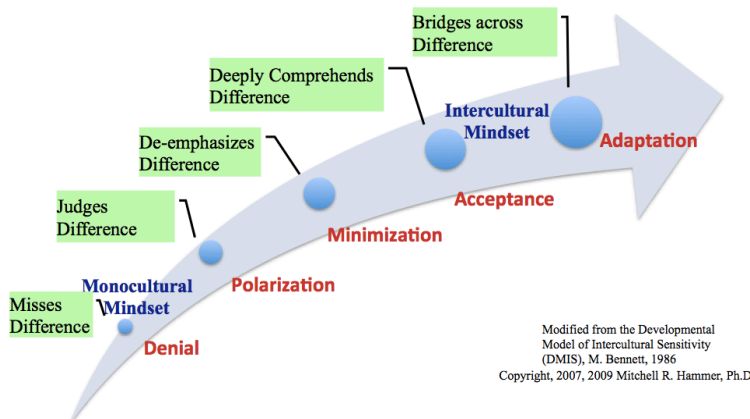 Bridges across
Difference
Deeply Comprehends
Difference
Intercultural
Mindset
Adaptation
De-emphasizes
Difference
Acceptance
Judges
Difference
Minimization
Monocultural
Mindset
Polarization
Misses
Difference
Denial
Modified from the Developmental
Model of Intercultural Sensitivity
(DMIS), M. Bennett, 1986
Copyright, 2007, 2009 Mitchell R. Hammer, Ph.D